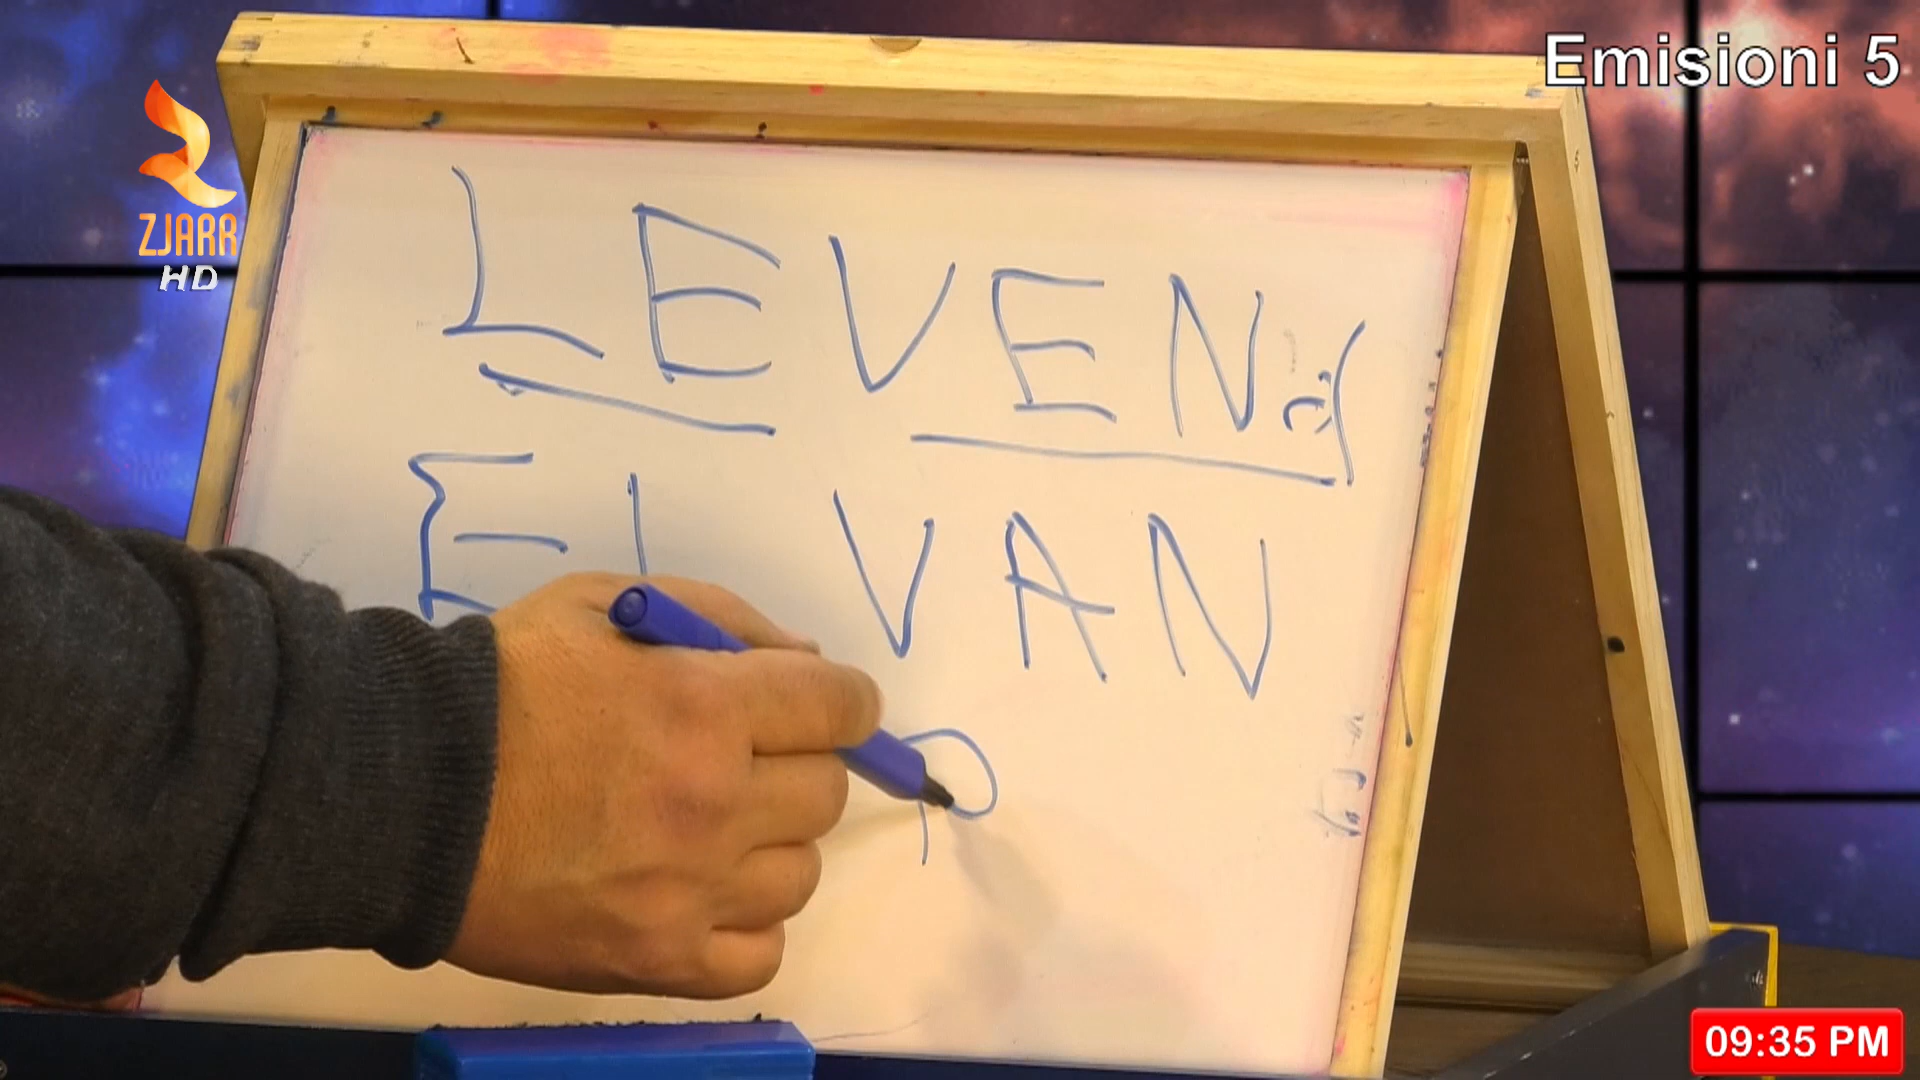 Emisioni 5
ZJARR
HD
LEVEN
VAN
P
09:35 PM